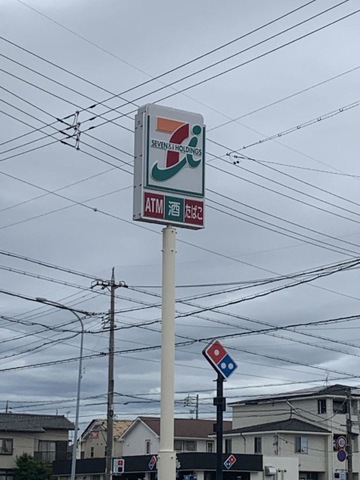 SEVEN & i HOLDINGS
ATM 酒 たばこ